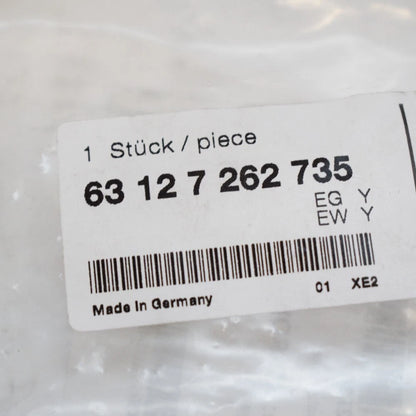 1 Stück / piece
63 12 7 262 735
EG Y
EW Y
Made in Germany 01 XE2